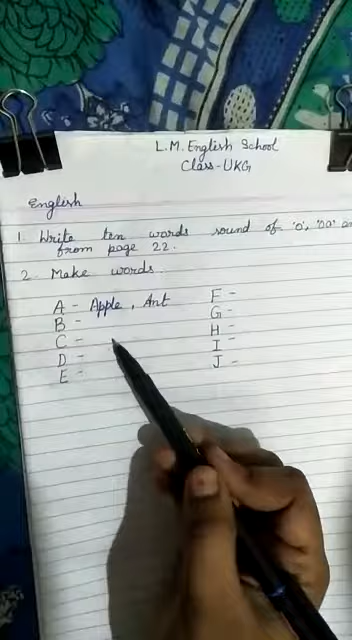 L.M. English School
Class-UKG
English
1. Write ten words sound of 'o', 'oa'
from page 22.
2. Make words.
A - Apple, Ant
B -
C -
D -
E -
F -
G -
H -
I -
J -